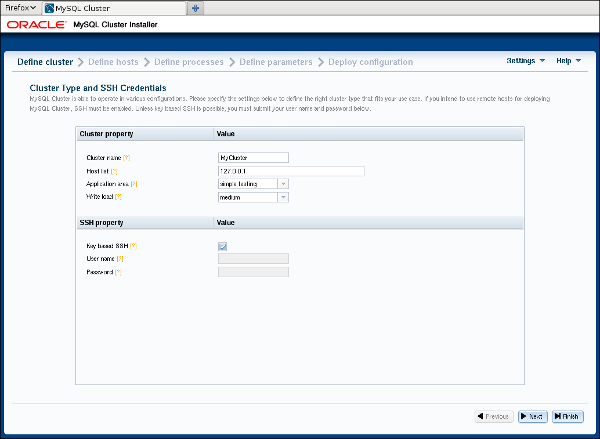 Firefox
MySQL Cluster
ORACLE MySQL Cluster Installer
Define cluster Define hosts Define processes Define parameters Deploy configuration Settings Help
Cluster Type and SSH Credentials
MySQL Cluster is able to operate in various configurations. Please specify the settings below to define the right cluster type that fits your use case. If you intend to use remote hosts for deploying
MySQL Cluster, SSH must be enabled. Unless key based SSH is possible, you must submit your user name and password below.
Cluster property Value
Cluster name [?] MyCluster
Host list [?] 127.0.0.1
Application area [?] simple testing
Write load [?] medium
SSH property Value
Key based SSH [?]
User name [?]
Password [?]
Previous Next Finish